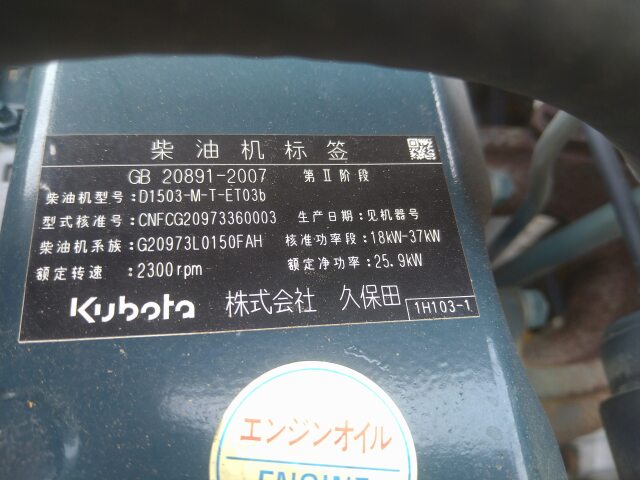 柴油机标签
GB 20891-2007 第Ⅱ阶段
柴油机型号:D1503-M-T-ET03b
型式核准号:CNFCG20973360003 生产日期:见机器号
柴油机系族:G20973L0150FAH 核准功率段:18kW-37kW
额定转速:2300rpm 额定净功率:25.9kW
Kubota 株式会社 久保田 1H103-1
エンジンオイル
ENGINE